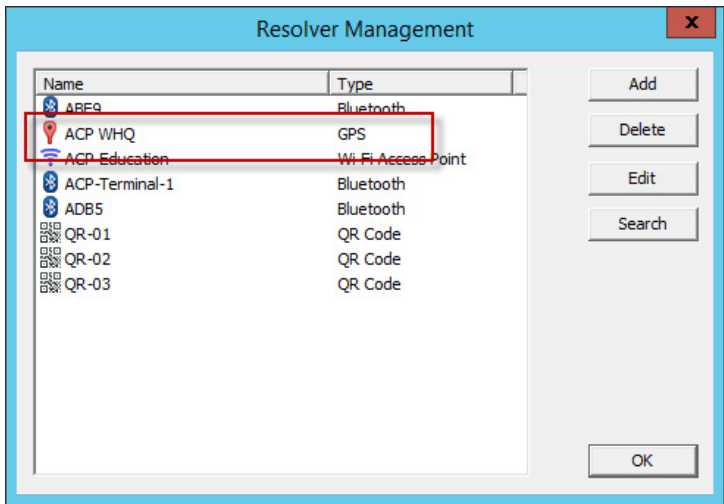 Resolver Management
x
Name Type
ABE9 Bluetooth
ACP WHQ GPS
ACP Education Wi Fi Access Point
ACP-Terminal-1 Bluetooth
ADB5 Bluetooth
QR-01 QR Code
QR-02 QR Code
QR-03 QR Code
Add
Delete
Edit
Search
OK